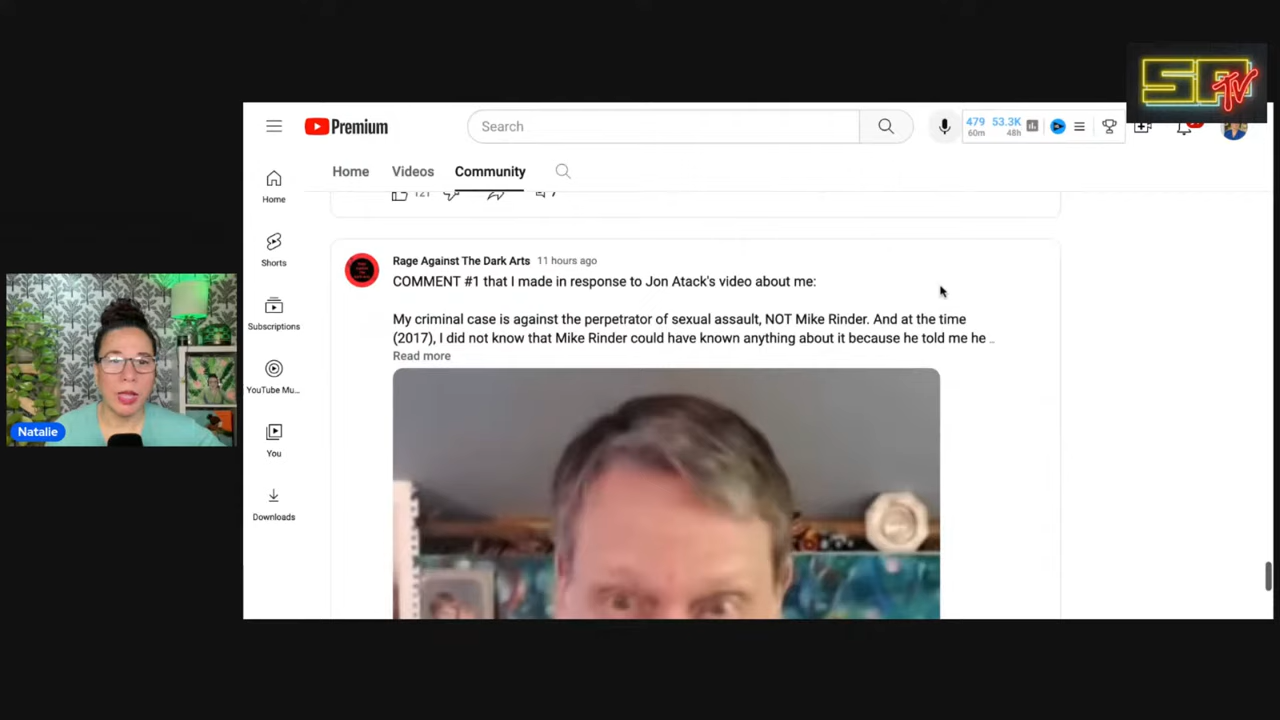 SPTV
Premium
Search
479 53.3K
60m 48h
Home Videos Community
Home
121
7
Shorts
Rage Against The Dark Arts 11 hours ago
COMMENT #1 that I made in response to Jon Atack's video about me:
Subscriptions
My criminal case is against the perpetrator of sexual assault, NOT Mike Rinder. And at the time
(2017), I did not know that Mike Rinder could have known anything about it because he told me he ...
Read more
YouTube Mu...
Natalie
You
Downloads